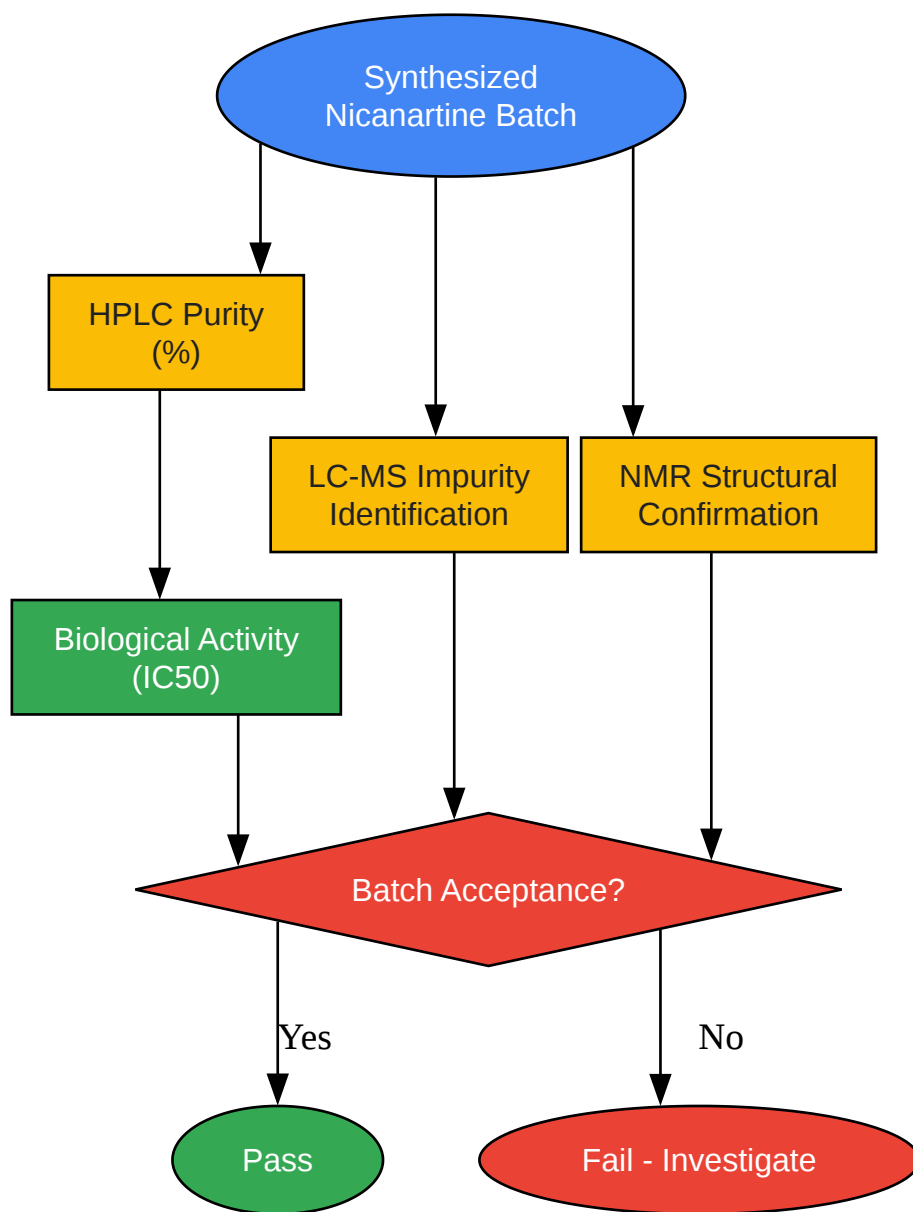 Synthesized
Nicanartine Batch
HPLC Purity
(%)
LC-MS Impurity
Identification
NMR Structural
Confirmation
Biological Activity
(IC50)
Batch Acceptance?
Yes
No
Pass
Fail - Investigate